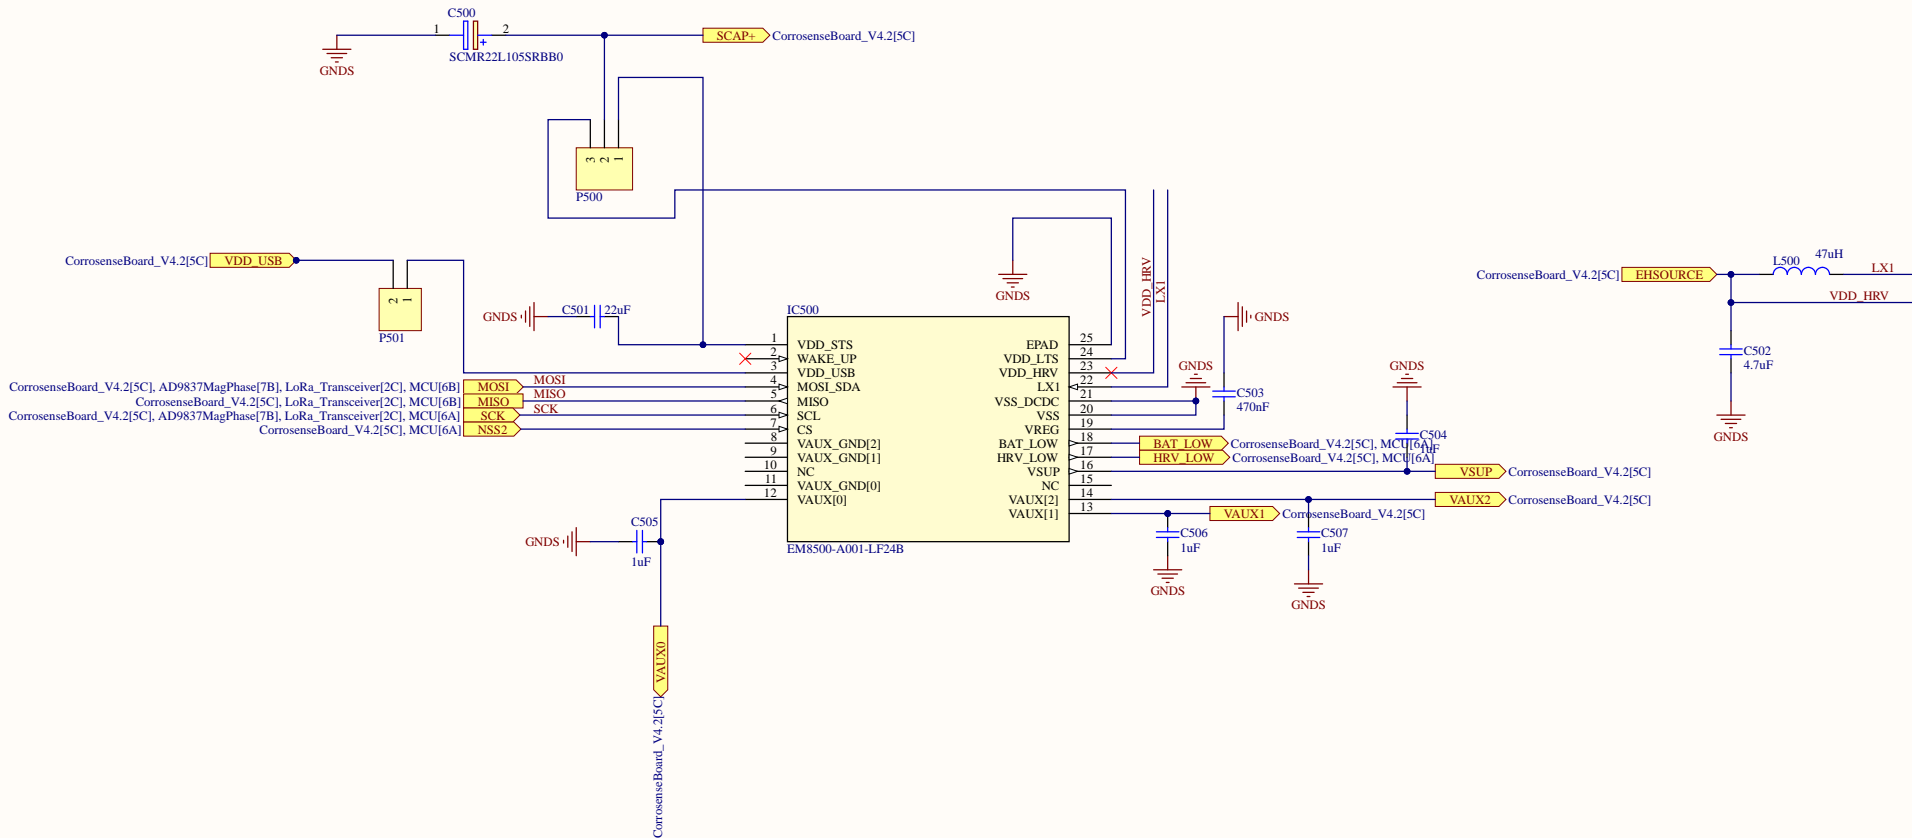 C500
1 2
SCAP+ CorrosenseBoard_V4.2[5C]
SCMR22L105SRBB0
GNDS
3 2 1
P500
CorrosenseBoard_V4.2[5C] VDD_USB
2 1
P501
GNDS C501 22uF
GNDS
VDD_HRV
LX1
GNDS
CorrosenseBoard_V4.2[5C] EHSOURCE
L500 47uH
LX1
VDD_HRV
C502
4.7uF
GNDS
IC500
1 VDD_STS
2 WAKE_UP
3 VDD_USB
4 MOSI_SDA
5 MISO
6 SCL
7 CS
8 VAUX_GND[2]
9 VAUX_GND[1]
10 NC
11 VAUX_GND[0]
12 VAUX[0]
EPAD 25
VDD_LTS 24
VDD_HRV 23
LX1 22
VSS_DCDC 21
VSS 20
VREG 19
BAT_LOW 18
HRV_LOW 17
VSUP 16
NC 15
VAUX[2] 14
VAUX[1] 13
EM8500-A001-LF24B
CorrosenseBoard_V4.2[5C], AD9837MagPhase[7B], LoRa_Transceiver[2C], MCU[6B] MOSI MOSI
CorrosenseBoard_V4.2[5C], LoRa_Transceiver[2C], MCU[6B] MISO MISO
CorrosenseBoard_V4.2[5C], AD9837MagPhase[7B], LoRa_Transceiver[2C], MCU[6A] SCK SCK
CorrosenseBoard_V4.2[5C], MCU[6A] NSS2
GNDS
C503
470nF
GNDS
C504
1uF
BAT_LOW CorrosenseBoard_V4.2[5C], MCU[6A]
HRV_LOW CorrosenseBoard_V4.2[5C], MCU[6A]
VSUP CorrosenseBoard_V4.2[5C]
VAUX2 CorrosenseBoard_V4.2[5C]
VAUX1 CorrosenseBoard_V4.2[5C]
C506
1uF
GNDS
C507
1uF
GNDS
GNDS C505
1uF
VAUX0
CorrosenseBoard_V4.2[5C]